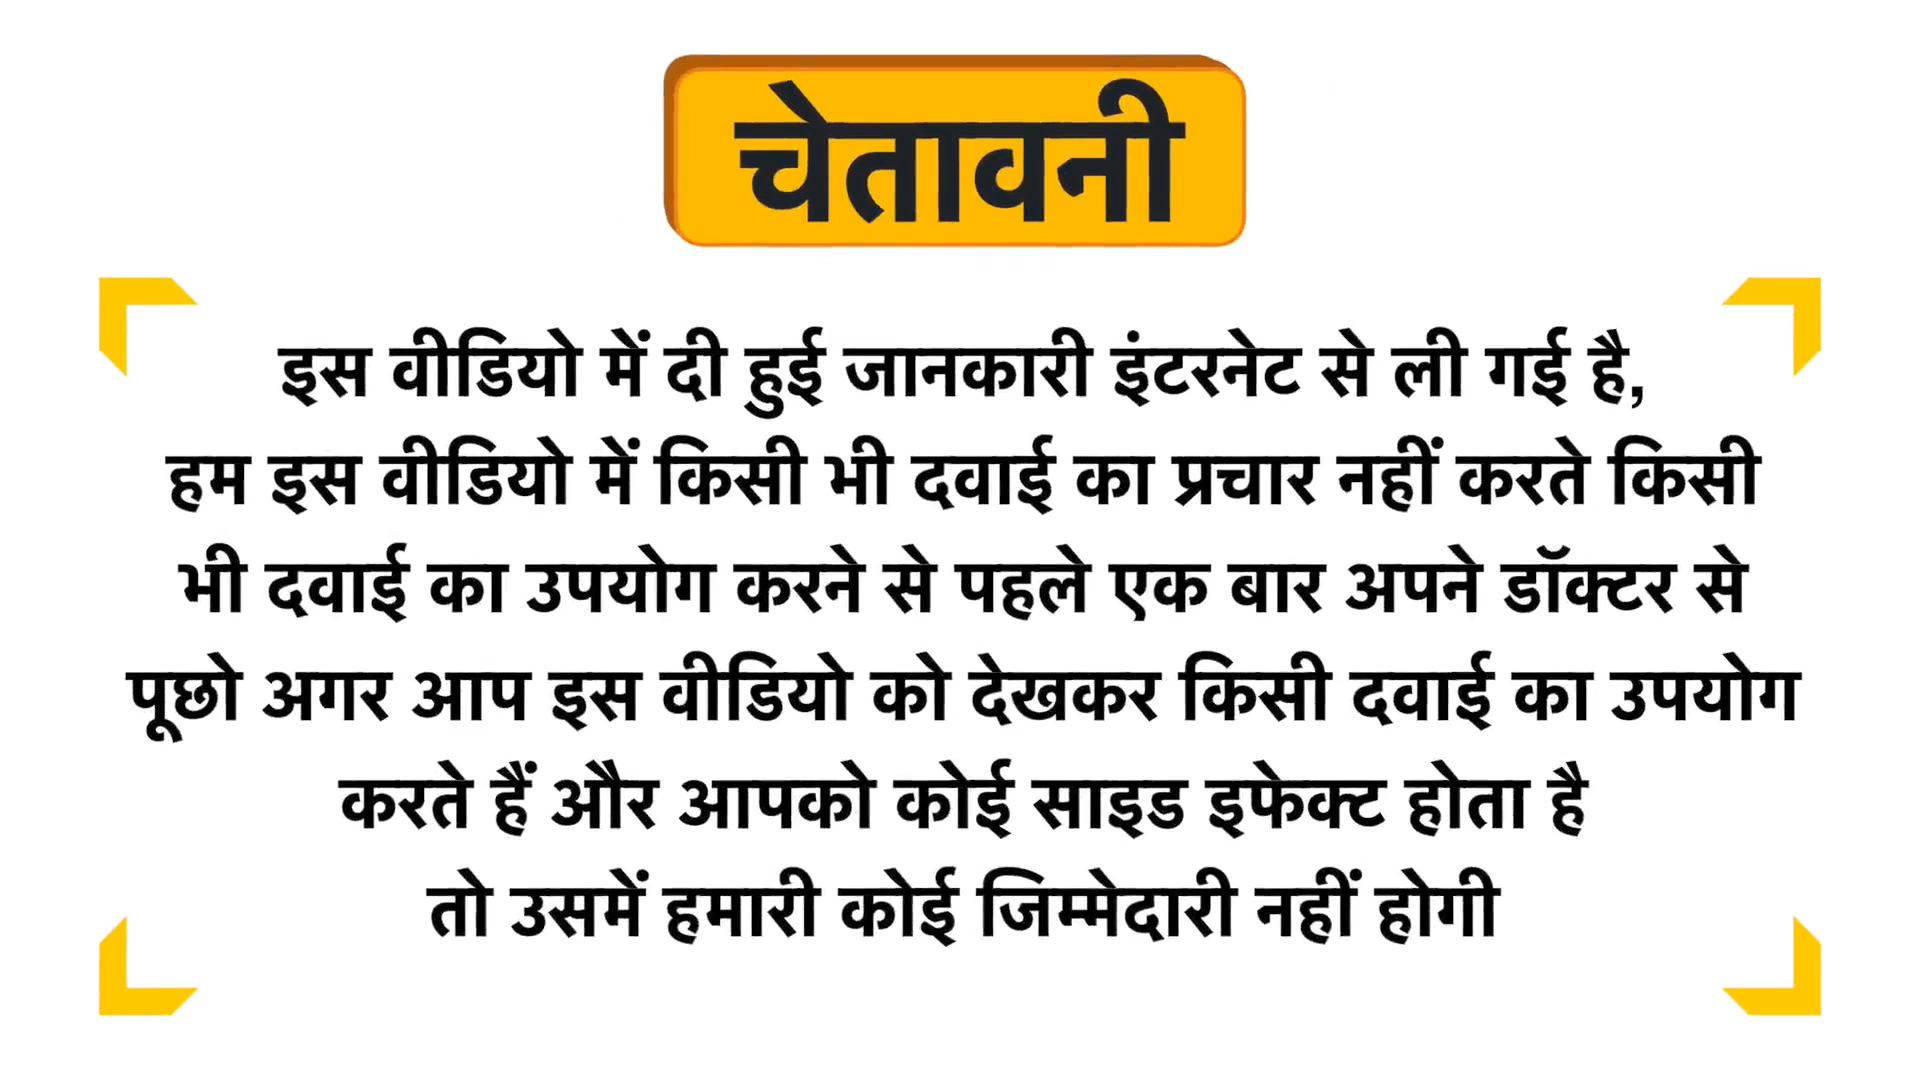 चेतावनी
इस वीडियो में दी हुई जानकारी इंटरनेट से ली गई है,
हम इस वीडियो में किसी भी दवाई का प्रचार नहीं करते किसी
भी दवाई का उपयोग करने से पहले एक बार अपने डॉक्टर से
पूछो अगर आप इस वीडियो को देखकर किसी दवाई का उपयोग
करते हैं और आपको कोई साइड इफेक्ट होता है
तो उसमें हमारी कोई जिम्मेदारी नहीं होगी